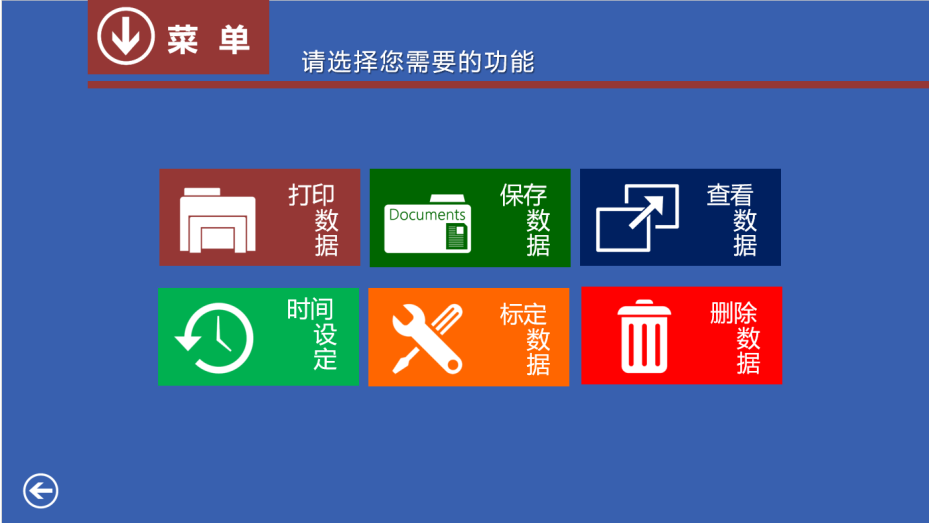 菜 单
请选择您需要的功能
打印
数
据
Documents
保存
数
据
查看
数
据
时间
设
定
标定
数
据
删除
数
据